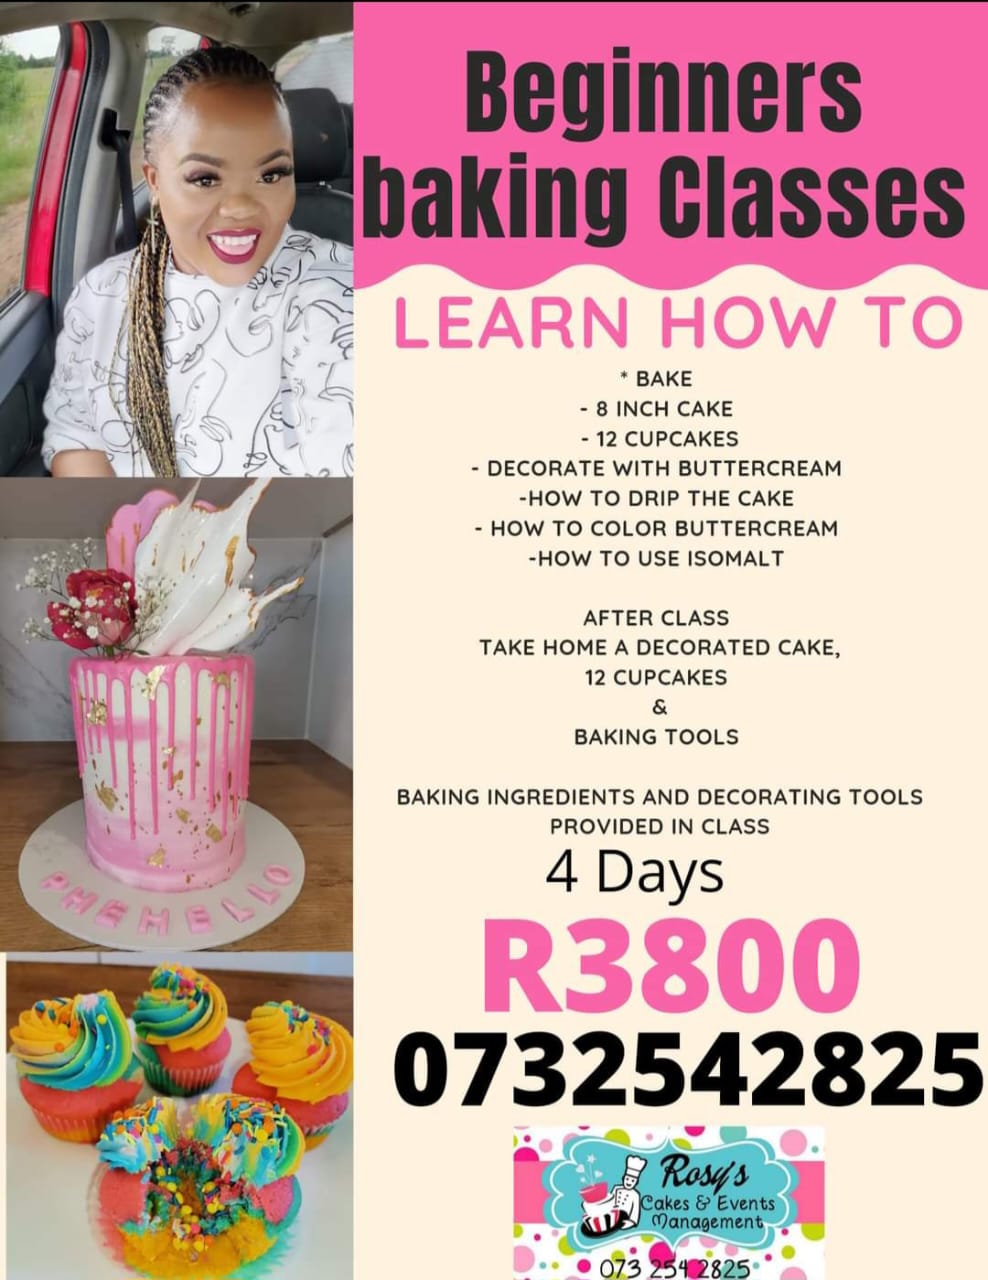 Beginners
baking Classes
LEARN HOW TO
* BAKE
- 8 INCH CAKE
- 12 CUPCAKES
- DECORATE WITH BUTTERCREAM
-HOW TO DRIP THE CAKE
- HOW TO COLOR BUTTERCREAM
-HOW TO USE ISOMALT
AFTER CLASS
TAKE HOME A DECORATED CAKE,
12 CUPCAKES
&
BAKING TOOLS
BAKING INGREDIENTS AND DECORATING TOOLS
PROVIDED IN CLASS
4 Days
R3800
0732542825
PHEHELLO
Rosy's
Cakes & Events
Management
073 254 2825